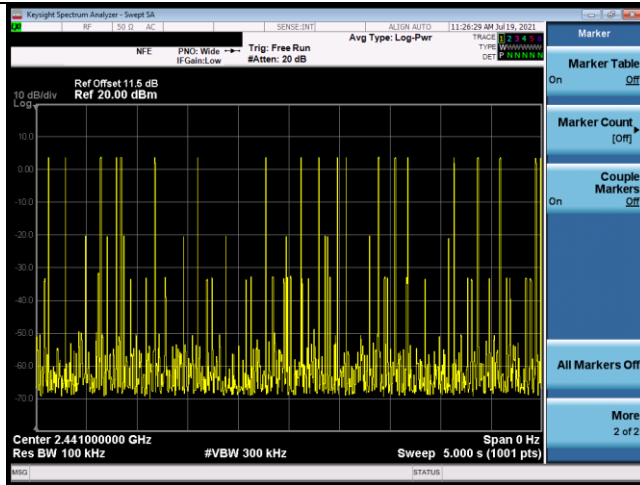 Keysight Spectrum Analyzer - Swept SA
RF 50 Ω AC SENSE:INT ALIGN AUTO 11:26:29 AM Jul 19, 2021
Marker
Avg Type: Log-Pwr TRACE 1 2 3 4 5 6
NFE PNO: Wide Trig: Free Run TYPE WWWWWW
IFGain:Low #Atten: 20 dB DET P N N N N N
Marker Table
On Off
Ref Offset 11.5 dB
10 dB/div Ref 20.00 dBm
Log
Marker Count
[Off]
10.0
0.00
Couple
Markers
On Off
-10.0
-20.0
-30.0
-40.0
-50.0
-60.0
All Markers Off
-70.0
More
2 of 2
Center 2.441000000 GHz Span 0 Hz
Res BW 100 kHz #VBW 300 kHz Sweep 5.000 s (1001 pts)
MSG STATUS